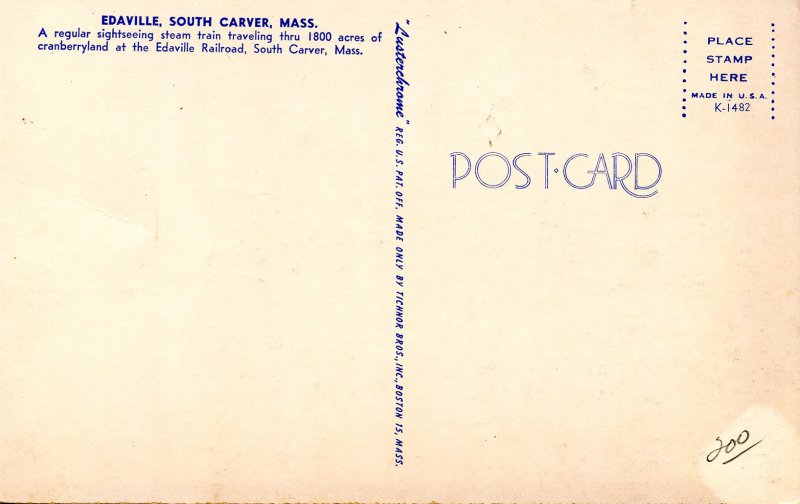 EDAVILLE, SOUTH CARVER, MASS.
A regular sightseeing steam train traveling thru 1800 acres of
cranberryland at the Edaville Railroad, South Carver, Mass.
"Lusterchrome" REG. U.S. PAT. OFF. MADE ONLY BY TICHNOR BROS., INC., BOSTON 15, MASS.
PLACE
STAMP
HERE
MADE IN U.S.A.
K-1482
POST·CARD
200